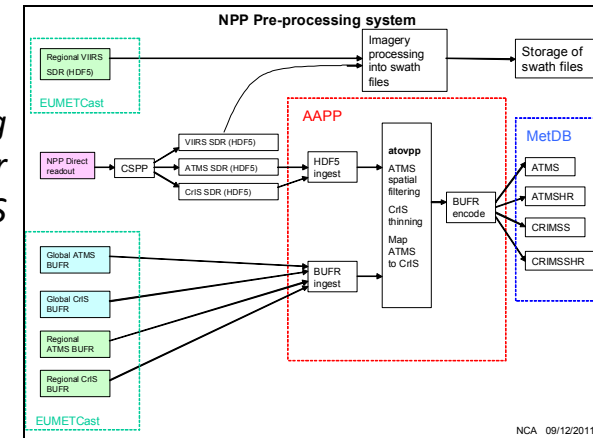 NPP Pre-processing system
Regional VIIRS
SDR (HDF5)
EUMETCast
Imagery
processing
into swath
files
Storage of
swath files
NPP Direct
readout
CSPP
VIIRS SDR (HDF5)
ATMS SDR (HDF5)
CrIS SDR (HDF5)
AAPP
HDF5
ingest
atovpp
ATMS
spatial
filtering
CrIS
thinning
Map
ATMS
to CrIS
BUFR
encode
MetDB
ATMS
ATMSHR
CRIMSS
CRIMSSHR
Global ATMS
BUFR
Global CrIS
BUFR
Regional
ATMS BUFR
Regional CrIS
BUFR
BUFR
ingest
EUMETCast
NCA 09/12/2011